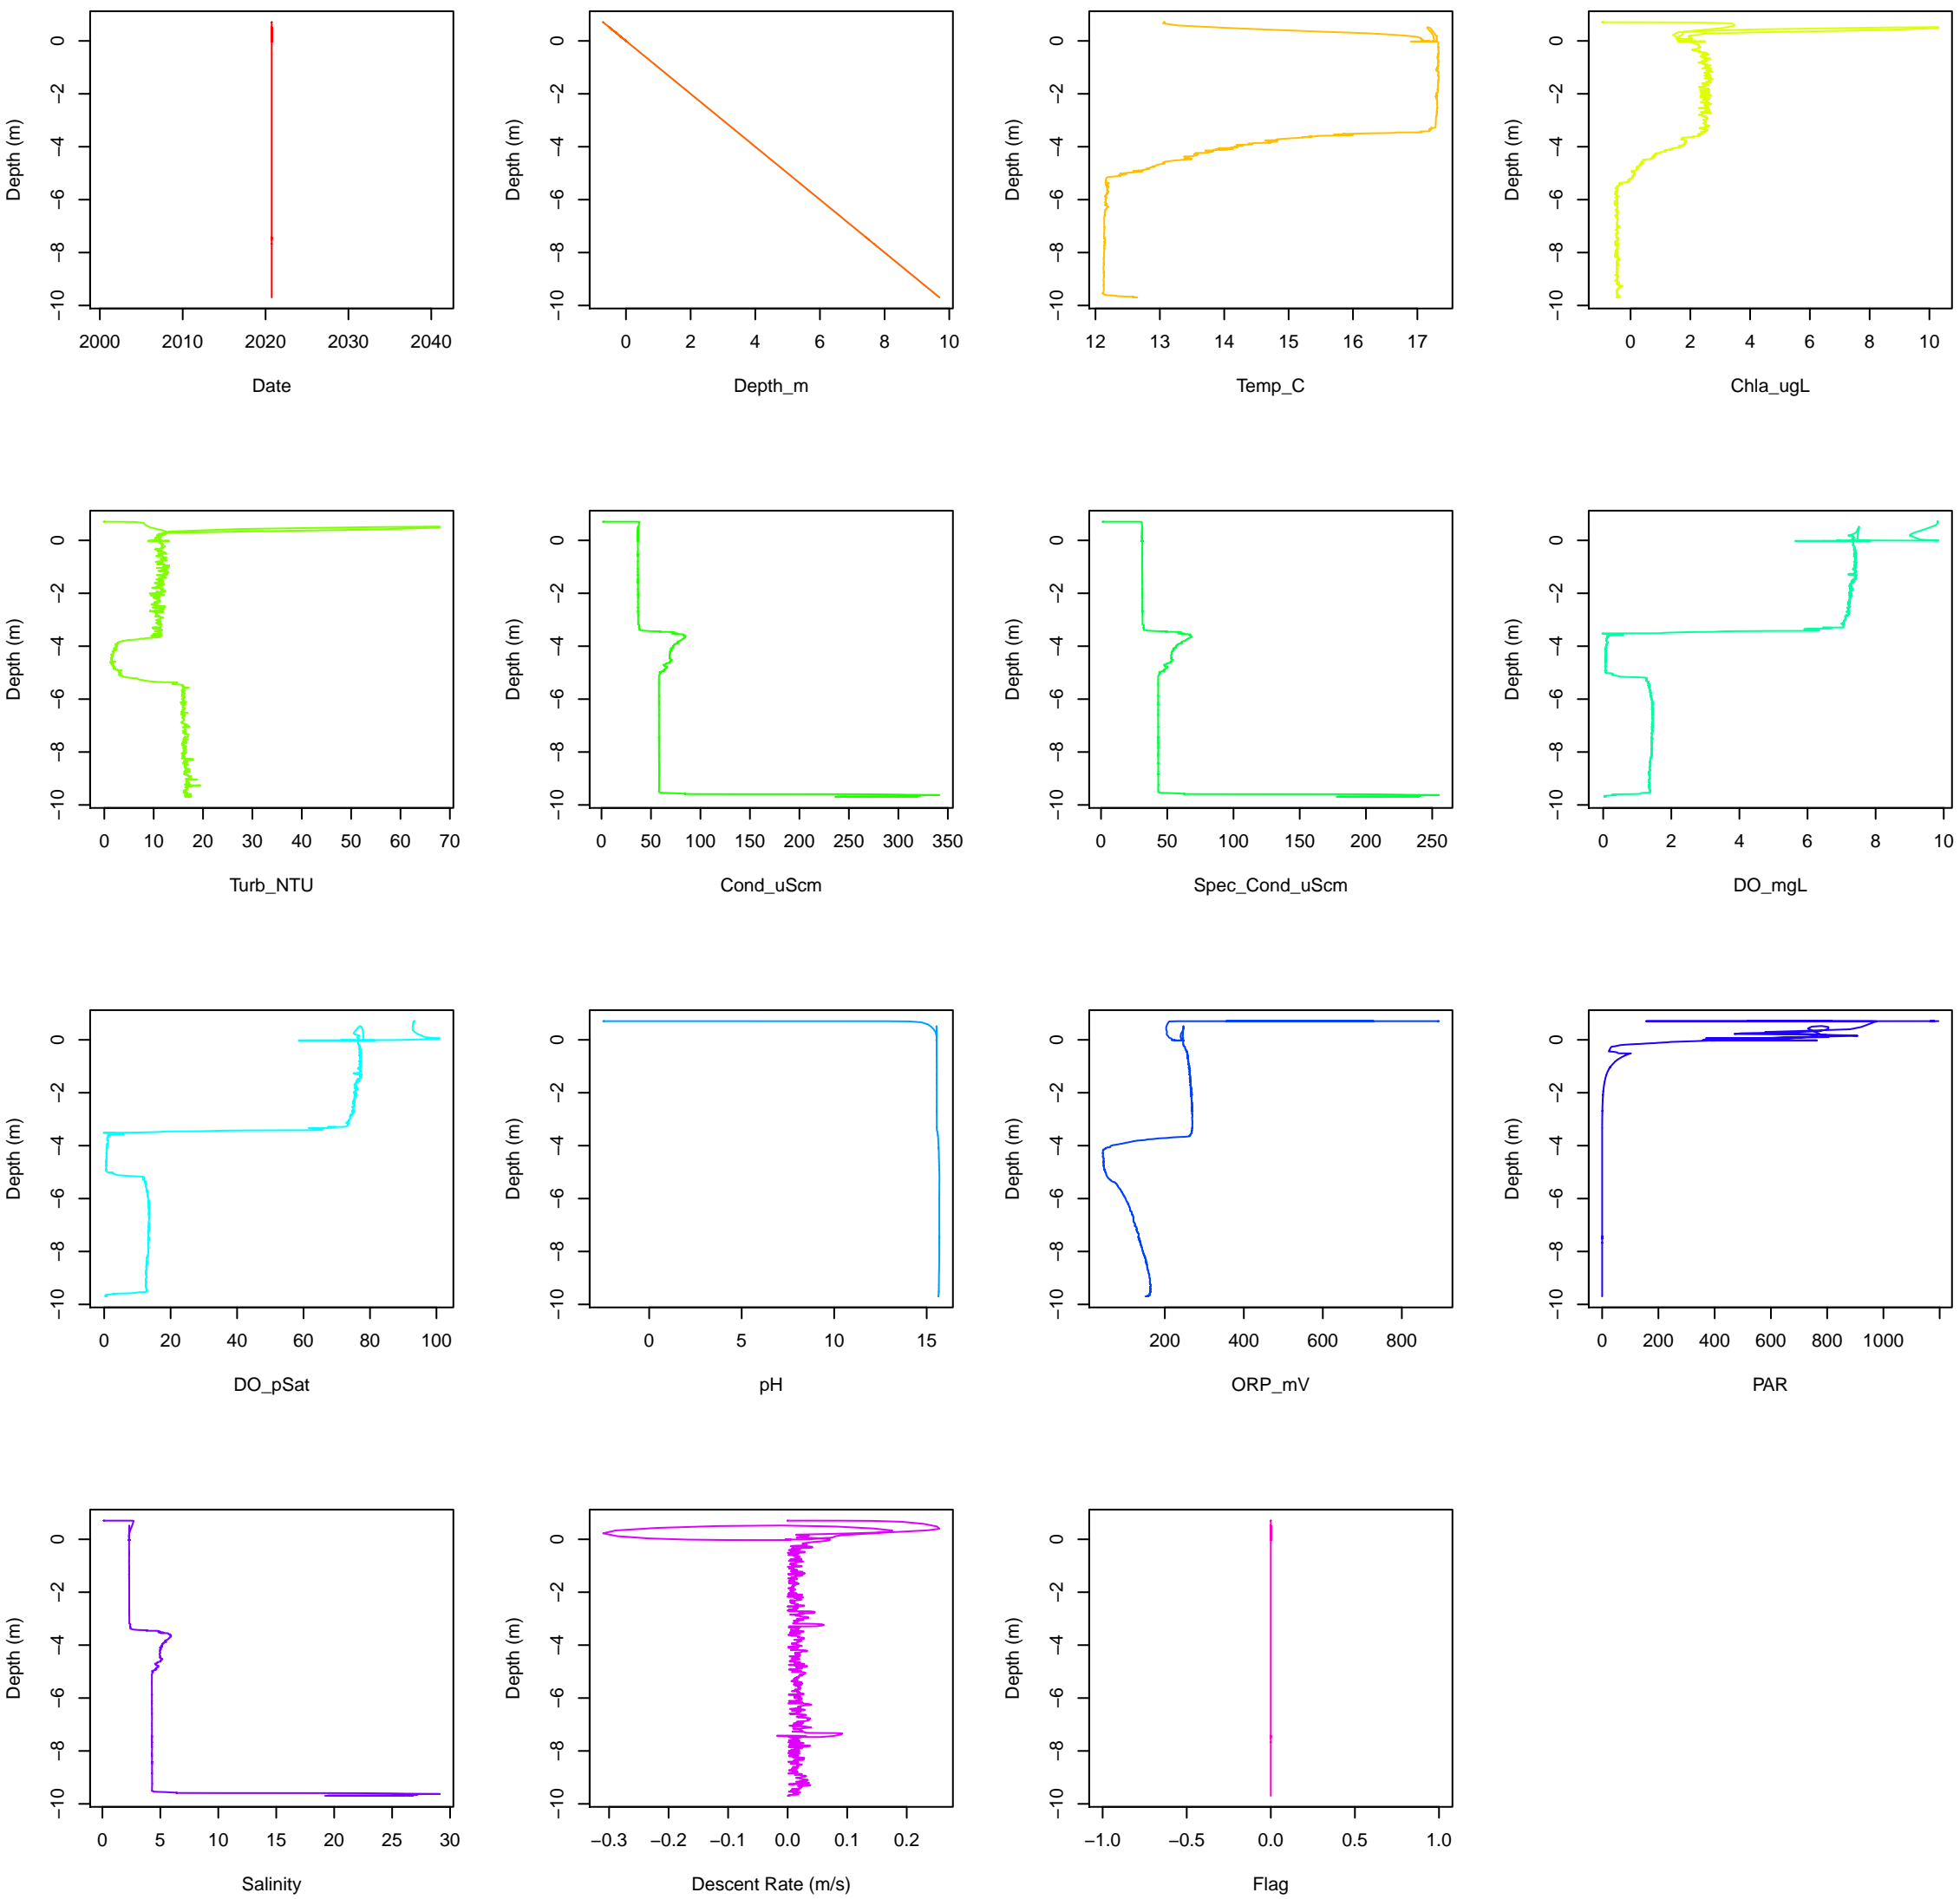 Depth (m)
0
−2
−4
−6
−8
−10
2000 2010 2020 2030 2040
Date
Depth (m)
0
−2
−4
−6
−8
−10
0 2 4 6 8 10
Depth_m
Depth (m)
0
−2
−4
−6
−8
−10
12 13 14 15 16 17
Temp_C
Depth (m)
0
−2
−4
−6
−8
−10
0 2 4 6 8 10
Chla_ugL
Depth (m)
0
−2
−4
−6
−8
−10
0 10 20 30 40 50 60 70
Turb_NTU
Depth (m)
0
−2
−4
−6
−8
−10
0 50 100 150 200 250 300 350
Cond_uScm
Depth (m)
0
−2
−4
−6
−8
−10
0 50 100 150 200 250
Spec_Cond_uScm
Depth (m)
0
−2
−4
−6
−8
−10
0 2 4 6 8 10
DO_mgL
Depth (m)
0
−2
−4
−6
−8
−10
0 20 40 60 80 100
DO_pSat
Depth (m)
0
−2
−4
−6
−8
−10
0 5 10 15
pH
Depth (m)
0
−2
−4
−6
−8
−10
200 400 600 800
ORP_mV
Depth (m)
0
−2
−4
−6
−8
−10
0 200 400 600 800 1000
PAR
Depth (m)
0
−2
−4
−6
−8
−10
0 5 10 15 20 25 30
Salinity
Depth (m)
0
−2
−4
−6
−8
−10
−0.3 −0.2 −0.1 0.0 0.1 0.2
Descent Rate (m/s)
Depth (m)
0
−2
−4
−6
−8
−10
−1.0 −0.5 0.0 0.5 1.0
Flag